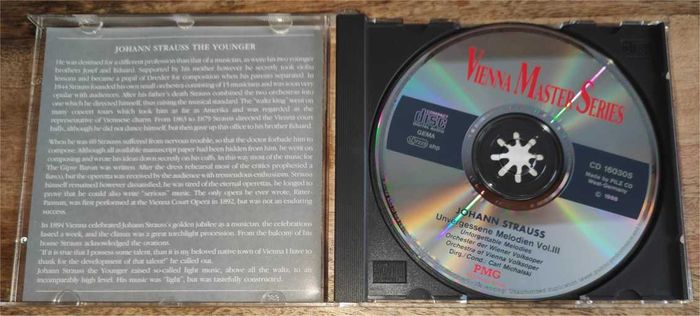 JOHANN STRAUSS THE YOUNGER
He was destined for a different profession than that of a musician, as were his two younger
brothers Josef and Eduard. Supported by his mother however he secretly took violin
lessons and became a pupil of Drexler for composition when his parents separated. In
1844 Strauss founded his own small orchestra consisting of 15 musicians and was soon very
opular with audiences. After his father's death Strauss combined the two orchestras into
one which he directed himself, thus raising the musical standard. The "waltz king" went on
many concert tours which took him as far as Amerika and was regarded as the
representative of Viennese charm. From 1863 to 1879 Strauss directed the Vienna court
balls, although he did not dance himself, but then gave up this office to his brother Eduard.
When he was 68 Strauss suffered from nervous trouble, so that the doctor forbade him to
compose. Although all available manuscript paper had been hidden from him, he went on
composing and wrote his ideas down secretly on his cuffs. In this way most of the music for
The Gipsy Baron was written. After the dress rehearsal most of the critics prophesied a
fiasco, but the operetta was received by the audience with tremendous enthusiasm. Strauss
himself remained however dissatisfied, he was tired of the eternal operettas, he longed to
prove that he could also write "serious" music. The only opera he ever wrote, Ritter-
Pasman, was first performed at the Vienna Court Opera in 1892, but was not an enduring
success.
In 1894 Vienna celebrated Johann Strauss's golden jubilee as a musician, the celebrations
lasted a week, and the climax was a great torchlight procession. From the balcony of his
home Strauss acknowledged the ovations.
"If it is true that I possess some talent, than it is my beloved native town of Vienna I have to
thank for the development of that talent" he called out.
Johann Strauss the Younger raised so-called light music, above all the waltz, to an
incomparably high level. His music was "light", but was tastefully constructed.
VIENNA MASTER SERIES
COMPACT
disc
DIGITAL AUDIO
GEMA
stip
CD 160305
Made by PILZ CD
West-Germany
© 1988
JOHANN STRAUSS
Unvergessene Melodien Vol.III
Unforgettable Melodies
Orchester der Wiener Volksoper
Orchestra of Vienna Volksoper
Dirg./Cond.: Carl Michalski
PMG